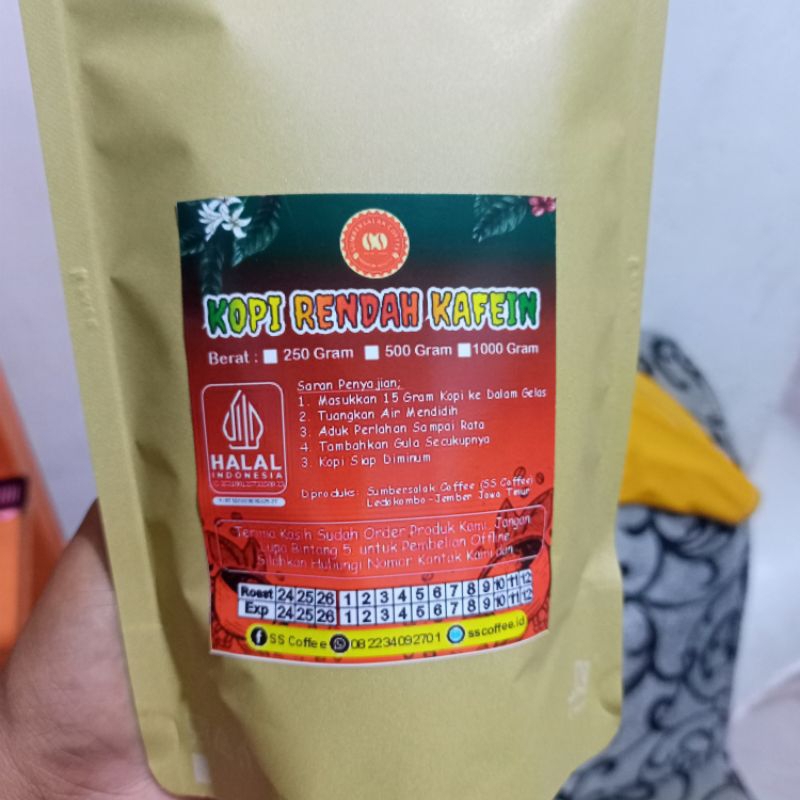 SUMBERSALAK COFFEE
KOPI RENDAH KAFEIN
Berat : 250 Gram 500 Gram 1000 Gram
Saran Penyajian;
1. Masukkan 15 Gram Kopi ke Dalam Gelas
2. Tuangkan Air Mendidih
3. Aduk Perlahan Sampai Rata
4. Tambahkan Gula Secukupnya
3. Kopi Siap Diminum
HALAL
INDONESIA
Diproduksi: Sumbersalak Coffee (SS Coffee)
Ledokombo -Jember Jawa Timur
Terima Kasih Sudah Order Produk Kami. Jangan
Lupa Bintang 5. untuk Pembelian Offline
Silahkan Hubungi Nomor Kontak Kami dan
Roast 24 25 26 1 2 3 4 5 6 7 8 9 10 11 12
Exp 24 25 26 1 2 3 4 5 6 7 8 9 10 11 12
SS Coffee 082234092701 sscoffee.id